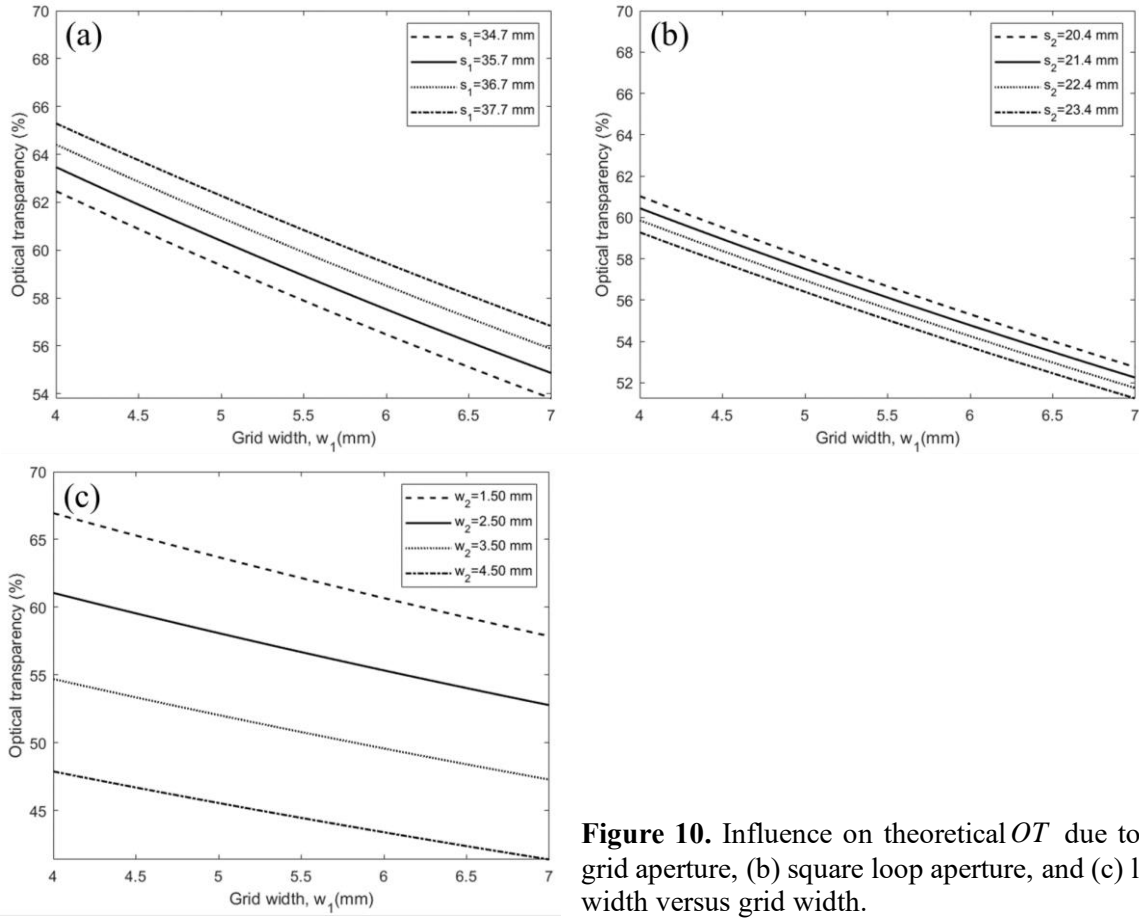 (a)
s1=34.7 mm
s1=35.7 mm
s1=36.7 mm
s1=37.7 mm
70
68
66
64
62
60
58
56
54
Optical transparency (%)
4 4.5 5 5.5 6 6.5 7
Grid width, w1(mm)
(b)
s2=20.4 mm
s2=21.4 mm
s2=22.4 mm
s2=23.4 mm
70
68
66
64
62
60
58
56
54
52
Optical transparency (%)
4 4.5 5 5.5 6 6.5 7
Grid width, w1(mm)
(c)
w2=1.50 mm
w2=2.50 mm
w2=3.50 mm
w2=4.50 mm
70
65
60
55
50
45
Optical transparency (%)
4 4.5 5 5.5 6 6.5 7
Grid width, w1(mm)
Figure 10. Influence on theoretical OT due to
grid aperture, (b) square loop aperture, and (c) l
width versus grid width.